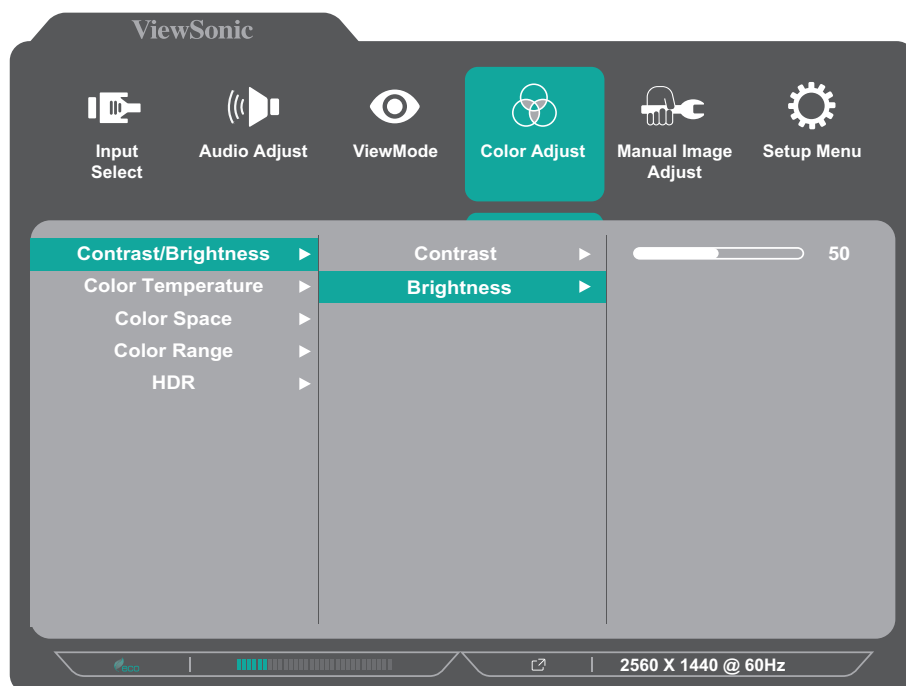 ViewSonic
Input Select
Audio Adjust
ViewMode
Color Adjust
Manual Image Adjust
Setup Menu
Contrast/Brightness
Contrast
50
Color Temperature
Brightness
Color Space
Color Range
HDR
eco
2560 X 1440 @ 60Hz